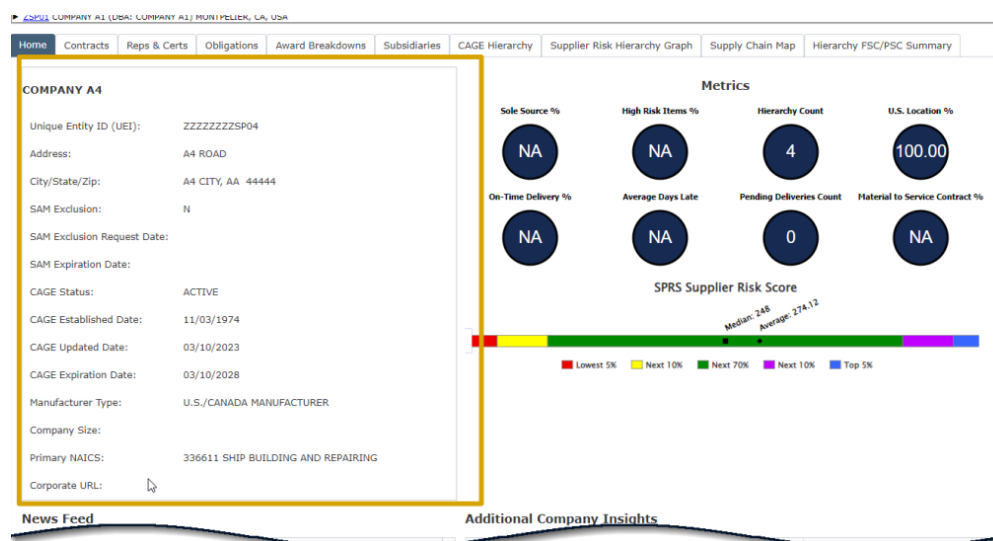 ▶ ZSP01 COMPANY A1 (DBA: COMPANY A1) MONTPELIER, CA, USA
Home Contracts Reps & Certs Obligations Award Breakdowns Subsidiaries CAGE Hierarchy Supplier Risk Hierarchy Graph Supply Chain Map Hierarchy FSC/PSC Summary
COMPANY A4
Unique Entity ID (UEI): ZZZZZZZZSP04
Address: A4 ROAD
City/State/Zip: A4 CITY, AA 44444
SAM Exclusion: N
SAM Exclusion Request Date:
SAM Expiration Date:
CAGE Status: ACTIVE
CAGE Established Date: 11/03/1974
CAGE Updated Date: 03/10/2023
CAGE Expiration Date: 03/10/2028
Manufacturer Type: U.S./CANADA MANUFACTURER
Company Size:
Primary NAICS: 336611 SHIP BUILDING AND REPAIRING
Corporate URL:
Metrics
Sole Source % High Risk Items % Hierarchy Count U.S. Location %
NA NA 4 100.00
On-Time Delivery % Average Days Late Pending Deliveries Count Material to Service Contract %
NA NA 0 NA
SPRS Supplier Risk Score
Median: 248 Average: 274.12
Lowest 5% Next 10% Next 70% Next 10% Top 5%
News Feed
Additional Company Insights